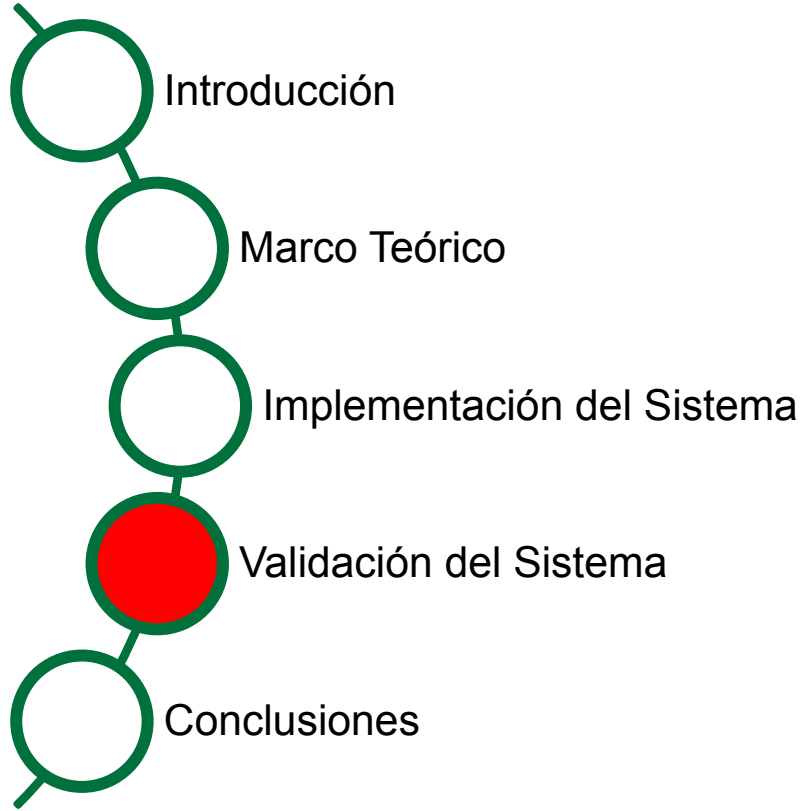 Introducción
Marco Teórico
Implementación del Sistema
Validación del Sistema
Conclusiones